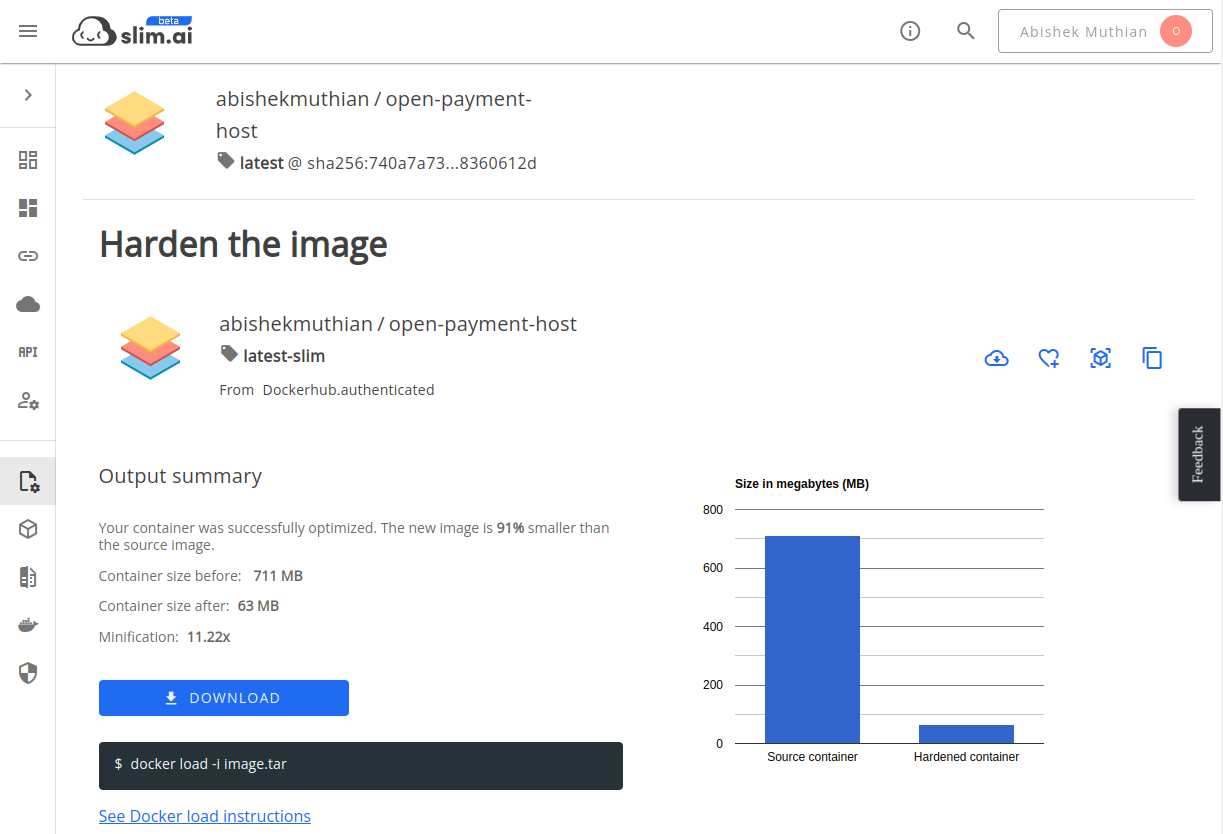 beta
slim.ai
Abishek Muthian
O
abishekmuthian / open-payment-
host
latest @ sha256:740a7a73...8360612d
Harden the image
abishekmuthian / open-payment-host
latest-slim
From Dockerhub.authenticated
API
Feedback
Output summary
Your container was successfully optimized. The new image is 91% smaller than
the source image.
Container size before: 711 MB
Container size after: 63 MB
Minification: 11.22x
DOWNLOAD
$ docker load -i image.tar
See Docker load instructions
Size in megabytes (MB)
800
600
400
200
0
Source container
Hardened container